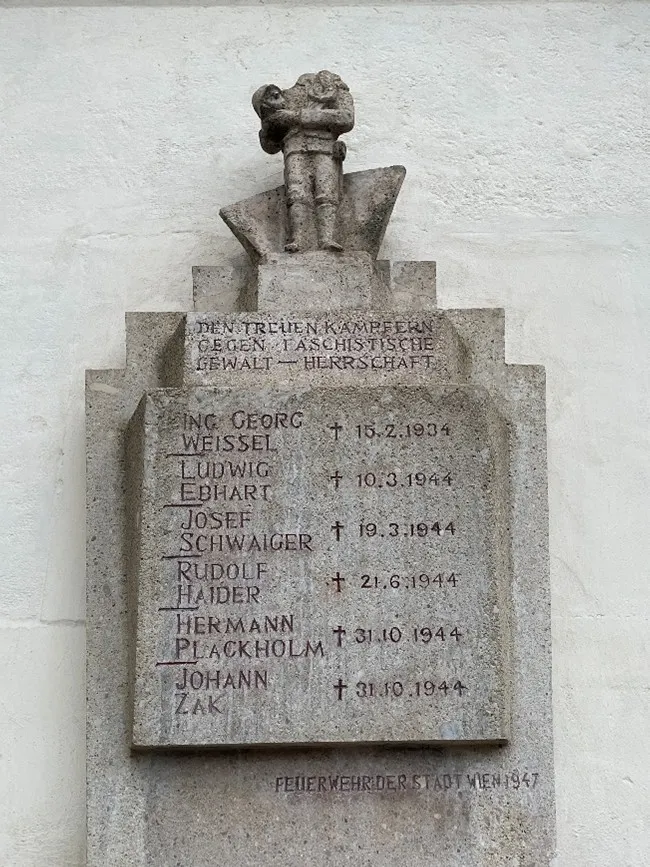 DEN TREUEN KÄMPFERN
GEGEN FASCHISTISCHE
GEWALT — HERRSCHAFT
ING GEORG
WEISSEL
† 15.2.1934
LUDWIG
EBHART
† 10.3.1944
JOSEF
SCHWAIGER
† 19.3.1944
RUDOLF
HAIDER
† 21.6.1944
HERMANN
PLACKHOLM
† 31.10.1944
JOHANN
ZAK
† 31.10.1944
FEUERWEHR DER STADT WIEN 1947